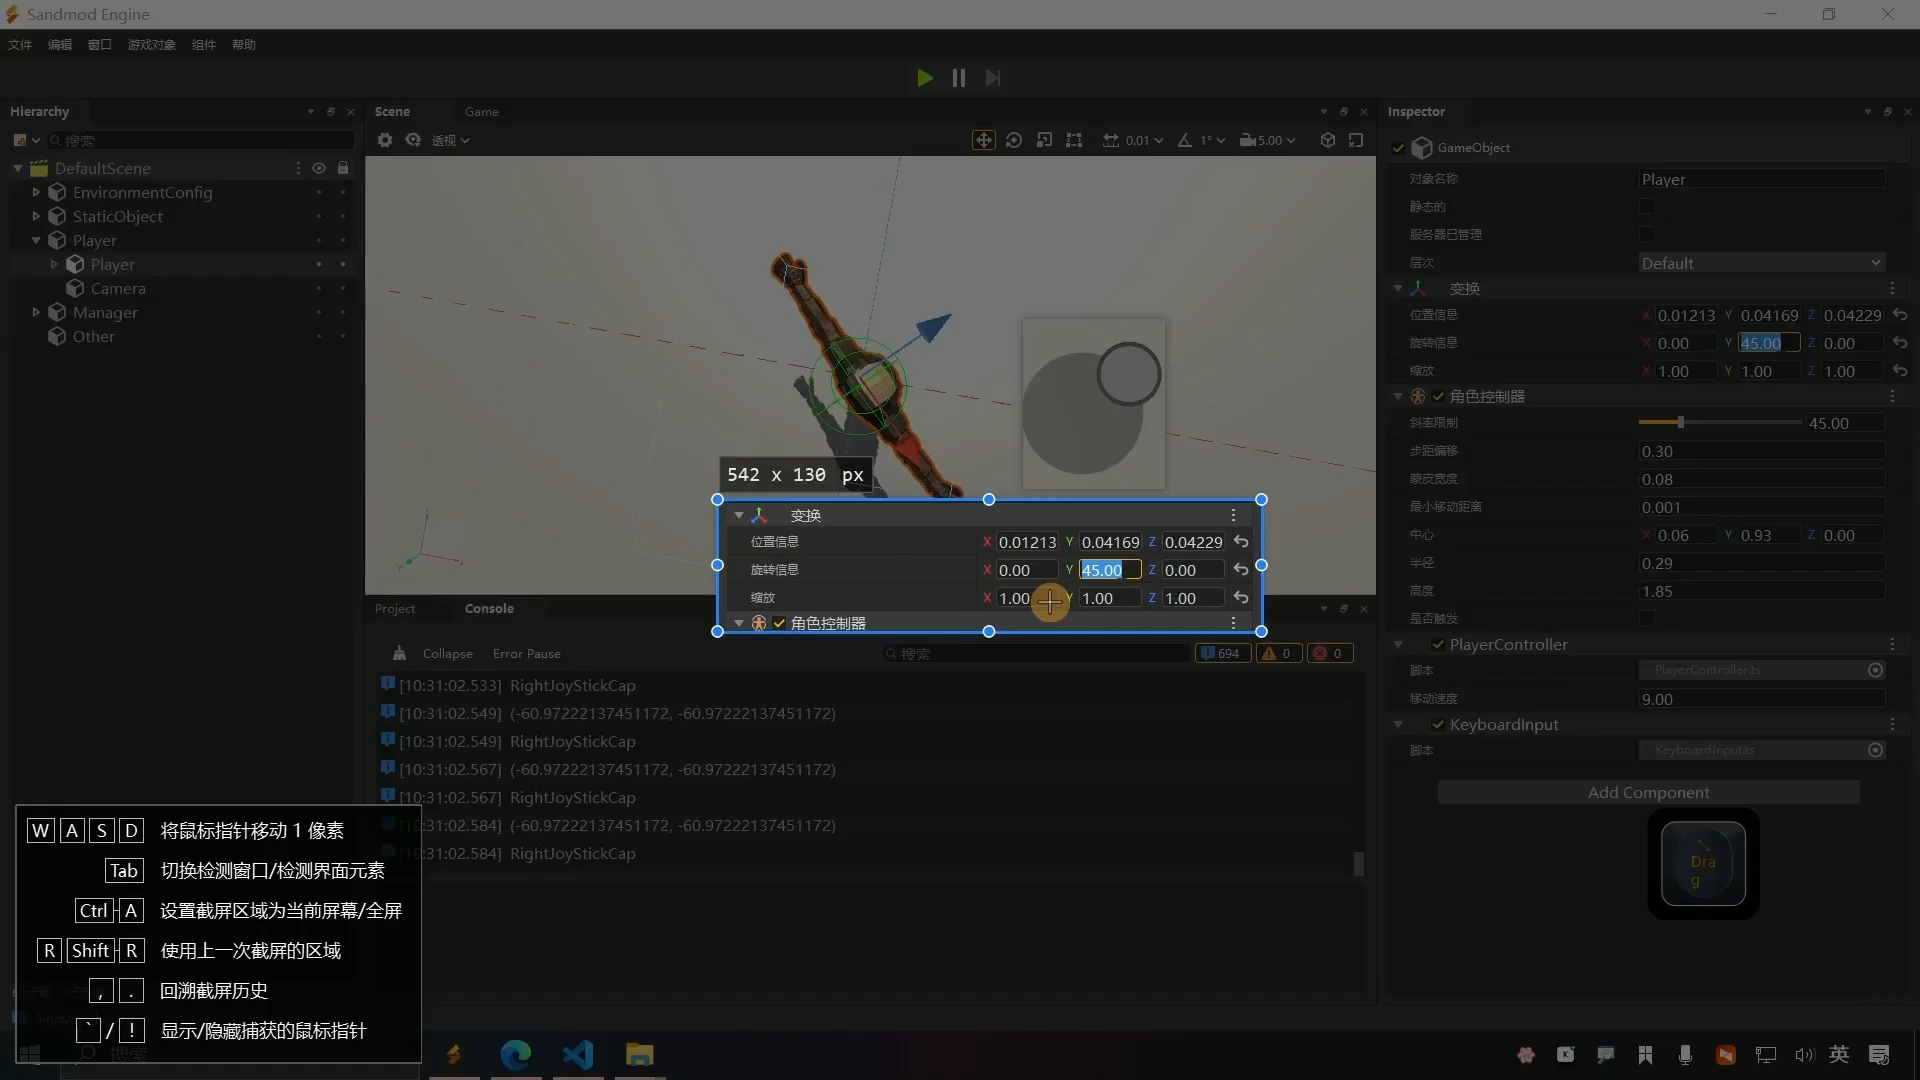 Sandmod Engine
文件 编辑 窗口 游戏对象 组件 帮助
Hierarchy
搜索
DefaultScene
EnvironmentConfig
StaticObject
Player
Player
Camera
Manager
Other
Scene Game
透视 0.01 1° 5.00
542 x 130 px
变换
位置信息 X 0.01213 Y 0.04169 Z 0.04229
旋转信息 X 0.00 Y 45.00 Z 0.00
缩放 X 1.00 Y 1.00 Z 1.00
角色控制器
Project Console
Collapse Error Pause 搜索 694 0 0
[10:31:02.533] RightJoyStickCap
[10:31:02.549] (-60.97222137451172, -60.97222137451172)
[10:31:02.549] RightJoyStickCap
[10:31:02.567] (-60.97222137451172, -60.97222137451172)
[10:31:02.567] RightJoyStickCap
[10:31:02.584] (-60.97222137451172, -60.97222137451172)
[10:31:02.584] RightJoyStickCap
Inspector
GameObject
对象名称 Player
静态的
服务器已管理
层次 Default
变换
位置信息 X 0.01213 Y 0.04169 Z 0.04229
旋转信息 X 0.00 Y 45.00 Z 0.00
缩放 X 1.00 Y 1.00 Z 1.00
角色控制器
斜率限制 45.00
步距偏移 0.30
蒙皮宽度 0.08
最小移动距离 0.001
中心 X 0.06 Y 0.93 Z 0.00
半径 0.29
高度 1.85
是否触发
PlayerController
脚本 PlayerController.ts
移动速度 9.00
KeyboardInput
脚本 KeyboardInput.ts
Add Component
Dra
g
W A S D 将鼠标指针移动 1 像素
Tab 切换检测窗口/检测界面元素
Ctrl A 设置截屏区域为当前屏幕/全屏
R Shift R 使用上一次截屏的区域
, . 回溯截屏历史
` / ! 显示/隐藏捕获的鼠标指针
搜索
英